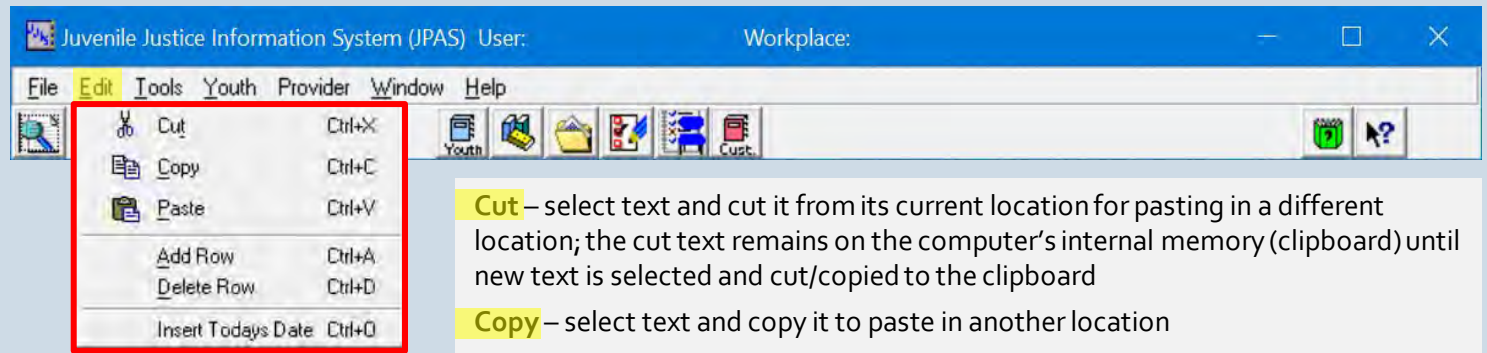 Juvenile Justice Information System (JPAS) User: Workplace:
File Edit Tools Youth Provider Window Help
Youth Cust.
Cut Ctrl+X
Copy Ctrl+C
Paste Ctrl+V
Add Row Ctrl+A
Delete Row Ctrl+D
Insert Todays Date Ctrl+O
Cut – select text and cut it from its current location for pasting in a different
location; the cut text remains on the computer's internal memory (clipboard) until
new text is selected and cut/copied to the clipboard
Copy – select text and copy it to paste in another location